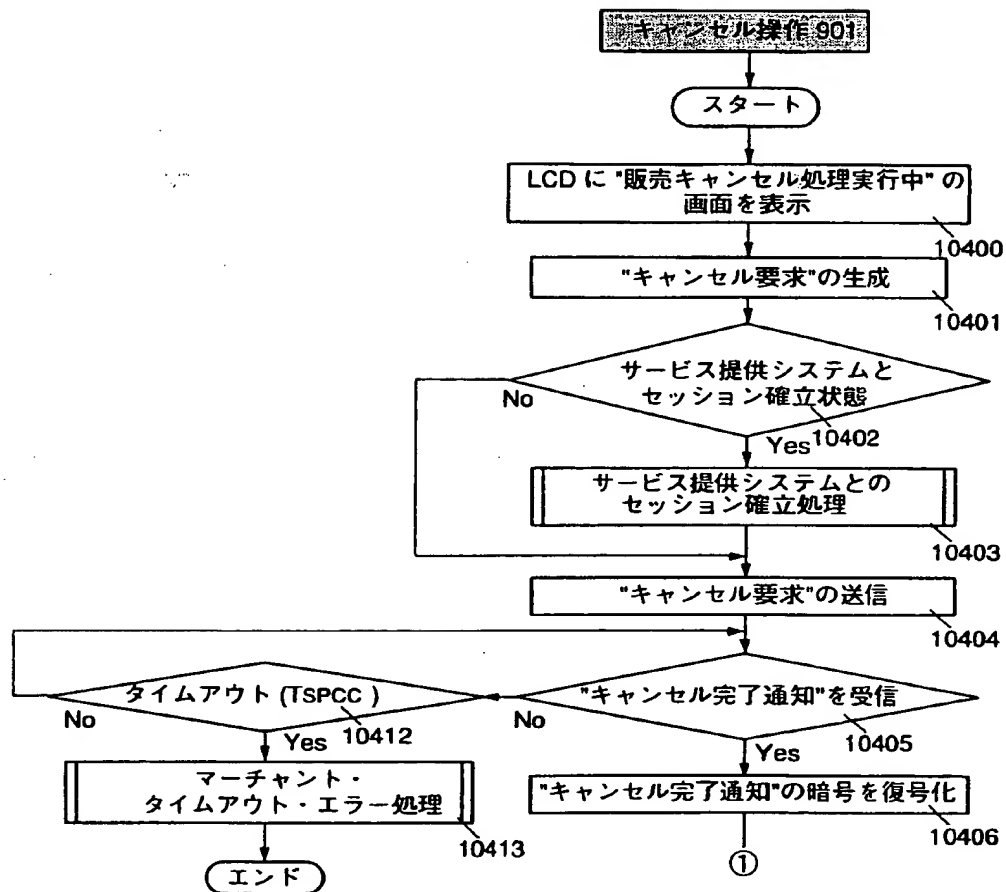 キャンセル操作 901
スタート
LCD に "販売キャンセル処理実行中" の
画面を表示
10400
"キャンセル要求"の生成
10401
サービス提供システムと
セッション確立状態
No
10402
Yes
サービス提供システムとの
セッション確立処理
10403
"キャンセル要求"の送信
10404
タイムアウト (TSPCC)
No
10412
Yes
"キャンセル完了通知"を受信
No
10405
Yes
マーチャント・
タイムアウト・エラー処理
10413
"キャンセル完了通知"の暗号を復号化
10406
エンド
①